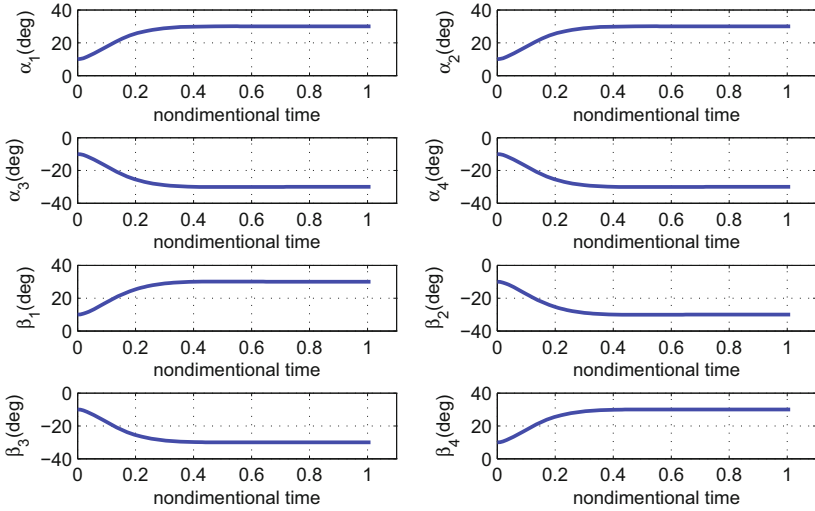 40
20
0
α1(deg)
0 0.2 0.4 0.6 0.8 1
nondimentional time
40
20
0
α2(deg)
0 0.2 0.4 0.6 0.8 1
nondimentional time
0
−20
−40
α3(deg)
0 0.2 0.4 0.6 0.8 1
nondimentional time
0
−20
−40
α4(deg)
0 0.2 0.4 0.6 0.8 1
nondimentional time
40
20
0
β1(deg)
0 0.2 0.4 0.6 0.8 1
nondimentional time
0
−20
−40
β2(deg)
0 0.2 0.4 0.6 0.8 1
nondimentional time
0
−20
−40
β3(deg)
0 0.2 0.4 0.6 0.8 1
nondimentional time
40
20
0
β4(deg)
0 0.2 0.4 0.6 0.8 1
nondimentional time